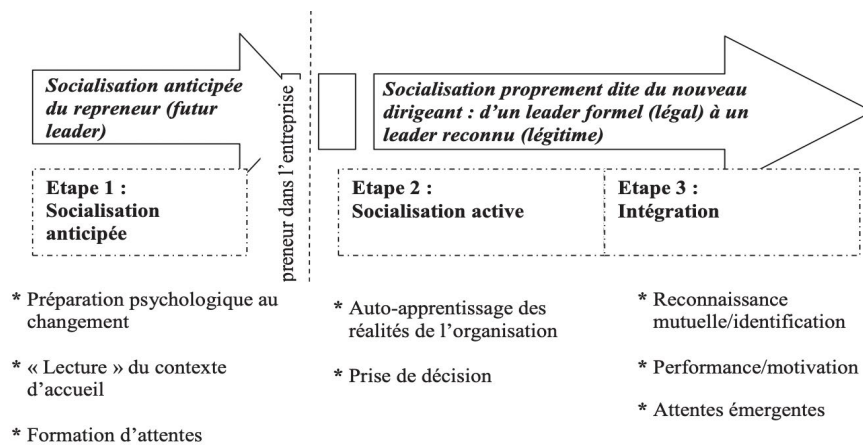 Socialisation anticipée
du repreneur (futur
leader)
preneur dans l'entreprise
Socialisation proprement dite du nouveau
dirigeant : d'un leader formel (légal) à un
leader reconnu (légitime)
Etape 1 :
Socialisation
anticipée
Etape 2 :
Socialisation active
Etape 3 :
Intégration
* Préparation psychologique au
changement
* « Lecture » du contexte
d'accueil
* Formation d'attentes
* Auto-apprentissage des
réalités de l'organisation
* Prise de décision
* Reconnaissance
mutuelle/identification
* Performance/motivation
* Attentes émergentes